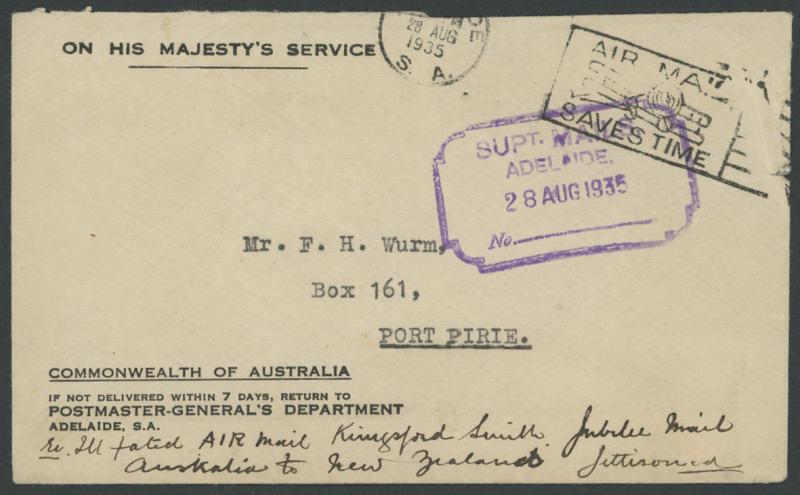 ON HIS MAJESTY'S SERVICE
28 AUG
1935
S. A.
AIR MAIL
SAVES TIME
SUPT. MAILS
ADELAIDE.
28 AUG 1935
No.
Mr. F. H. Wurm,
Box 161,
PORT PIRIE.
COMMONWEALTH OF AUSTRALIA
IF NOT DELIVERED WITHIN 7 DAYS, RETURN TO
POSTMASTER-GENERAL'S DEPARTMENT
ADELAIDE, S.A.
Ill fated AIR Mail Kingsford Smith Jubilee Mail
Australia to New Zealand Jettisoned